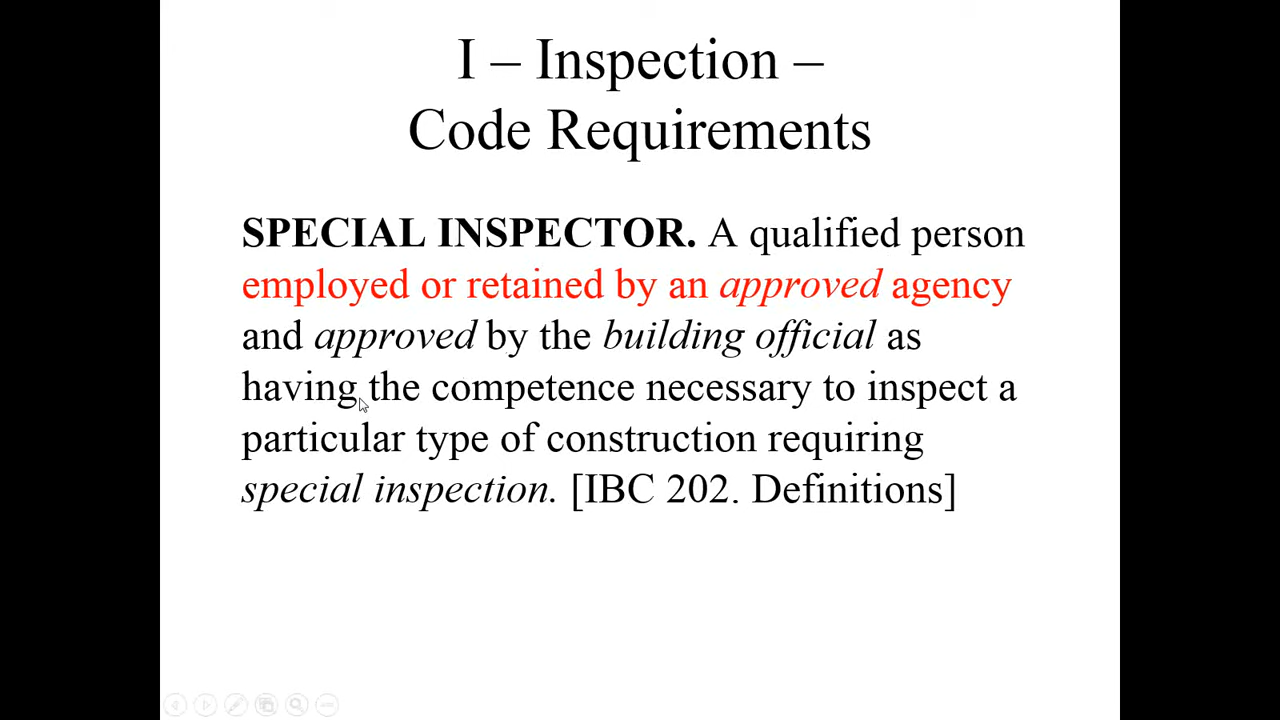 I – Inspection –
Code Requirements
SPECIAL INSPECTOR. A qualified person
employed or retained by an approved agency
and approved by the building official as
having the competence necessary to inspect a
particular type of construction requiring
special inspection. [IBC 202. Definitions]